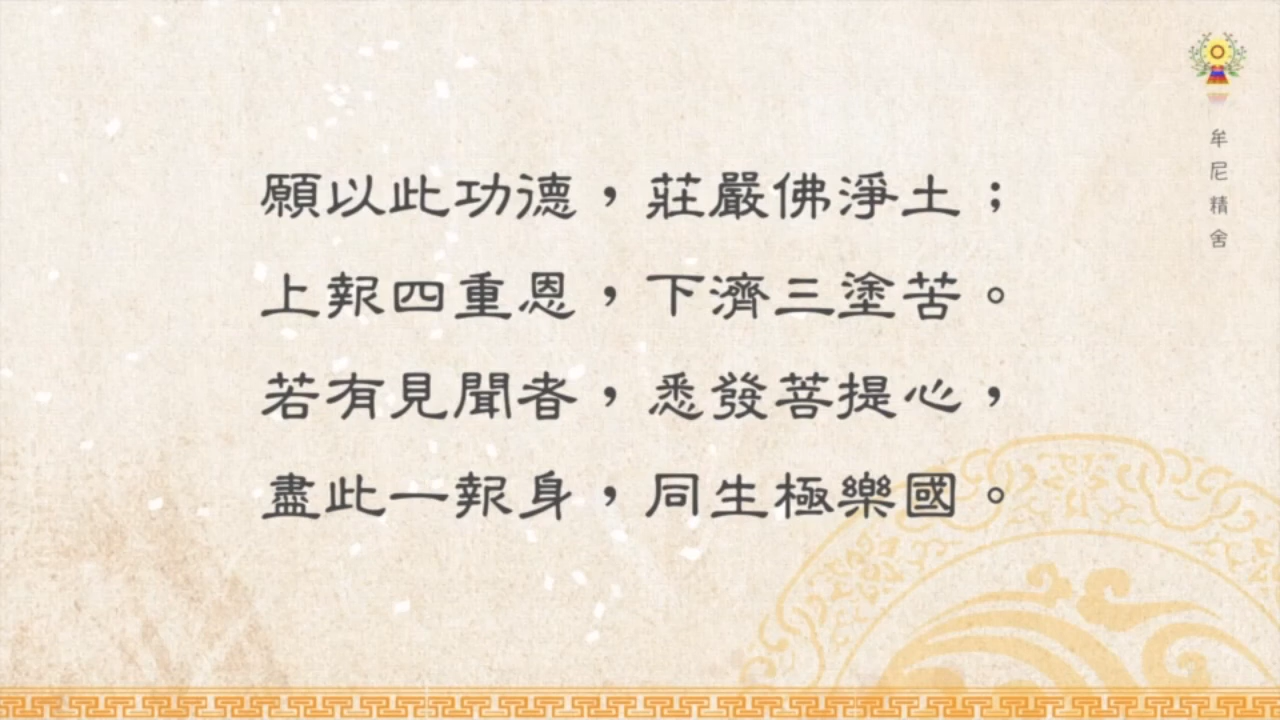 願以此功德，莊嚴佛淨土；
上報四重恩，下濟三塗苦。
若有見聞者，悉發菩提心，
盡此一報身，同生極樂國。
牟尼精舍